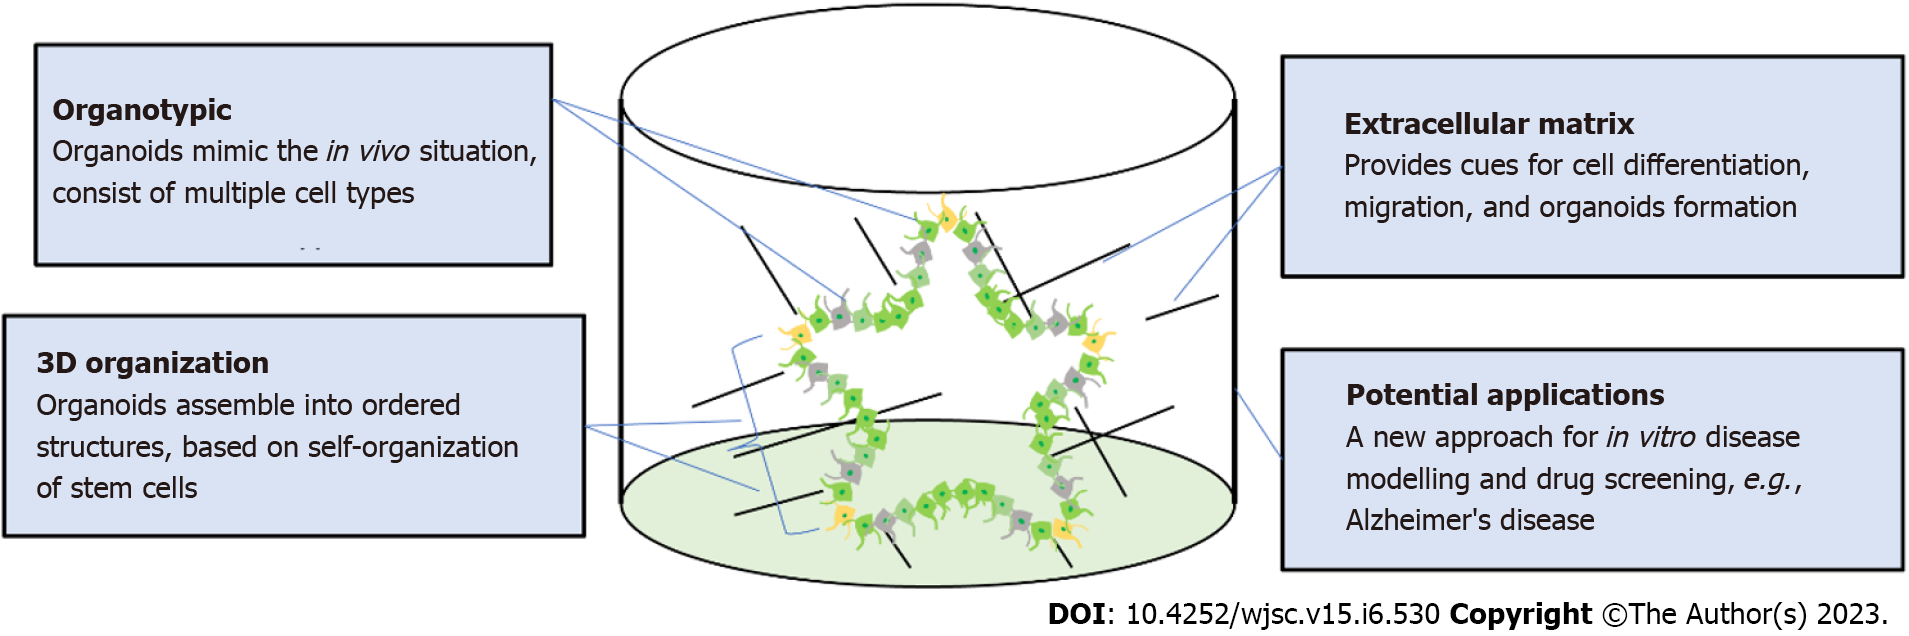 Organotypic
Organoids mimic the in vivo situation,
consist of multiple cell types
3D organization
Organoids assemble into ordered
structures, based on self-organization
of stem cells
Extracellular matrix
Provides cues for cell differentiation,
migration, and organoids formation
Potential applications
A new approach for in vitro disease
modelling and drug screening, e.g.,
Alzheimer's disease
DOI: 10.4252/wjsc.v15.i6.530 Copyright ©The Author(s) 2023.